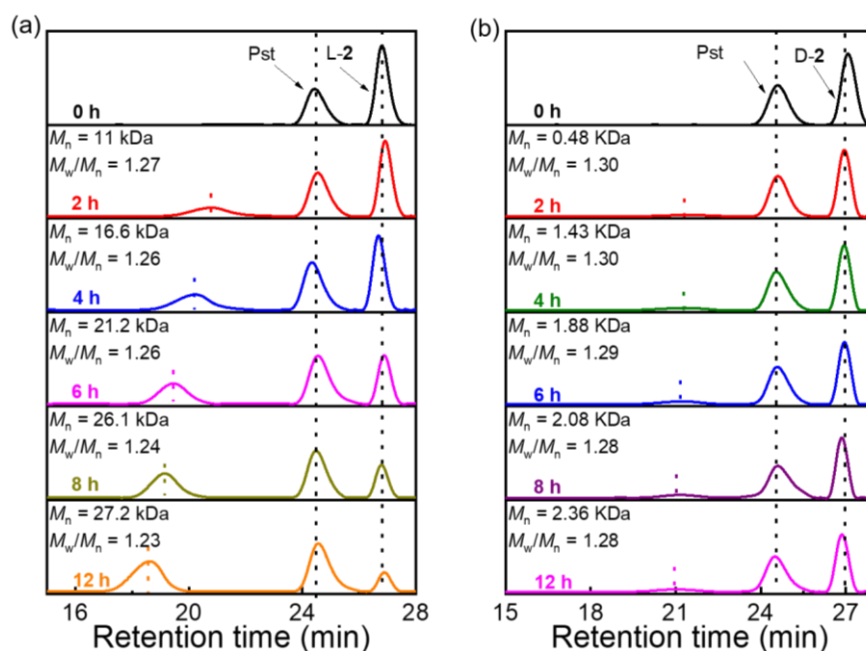 (a)
Pst
L-2
0 h
Mn = 11 kDa
Mw/Mn = 1.27
2 h
Mn = 16.6 kDa
Mw/Mn = 1.26
4 h
Mn = 21.2 kDa
Mw/Mn = 1.26
6 h
Mn = 26.1 kDa
Mw/Mn = 1.24
8 h
Mn = 27.2 kDa
Mw/Mn = 1.23
12 h
16 20 24 28
Retention time (min)
(b)
Pst
D-2
0 h
Mn = 0.48 KDa
Mw/Mn = 1.30
2 h
Mn = 1.43 KDa
Mw/Mn = 1.30
4 h
Mn = 1.88 KDa
Mw/Mn = 1.29
6 h
Mn = 2.08 KDa
Mw/Mn = 1.28
8 h
Mn = 2.36 KDa
Mw/Mn = 1.28
12 h
15 18 21 24 27
Retention time (min)